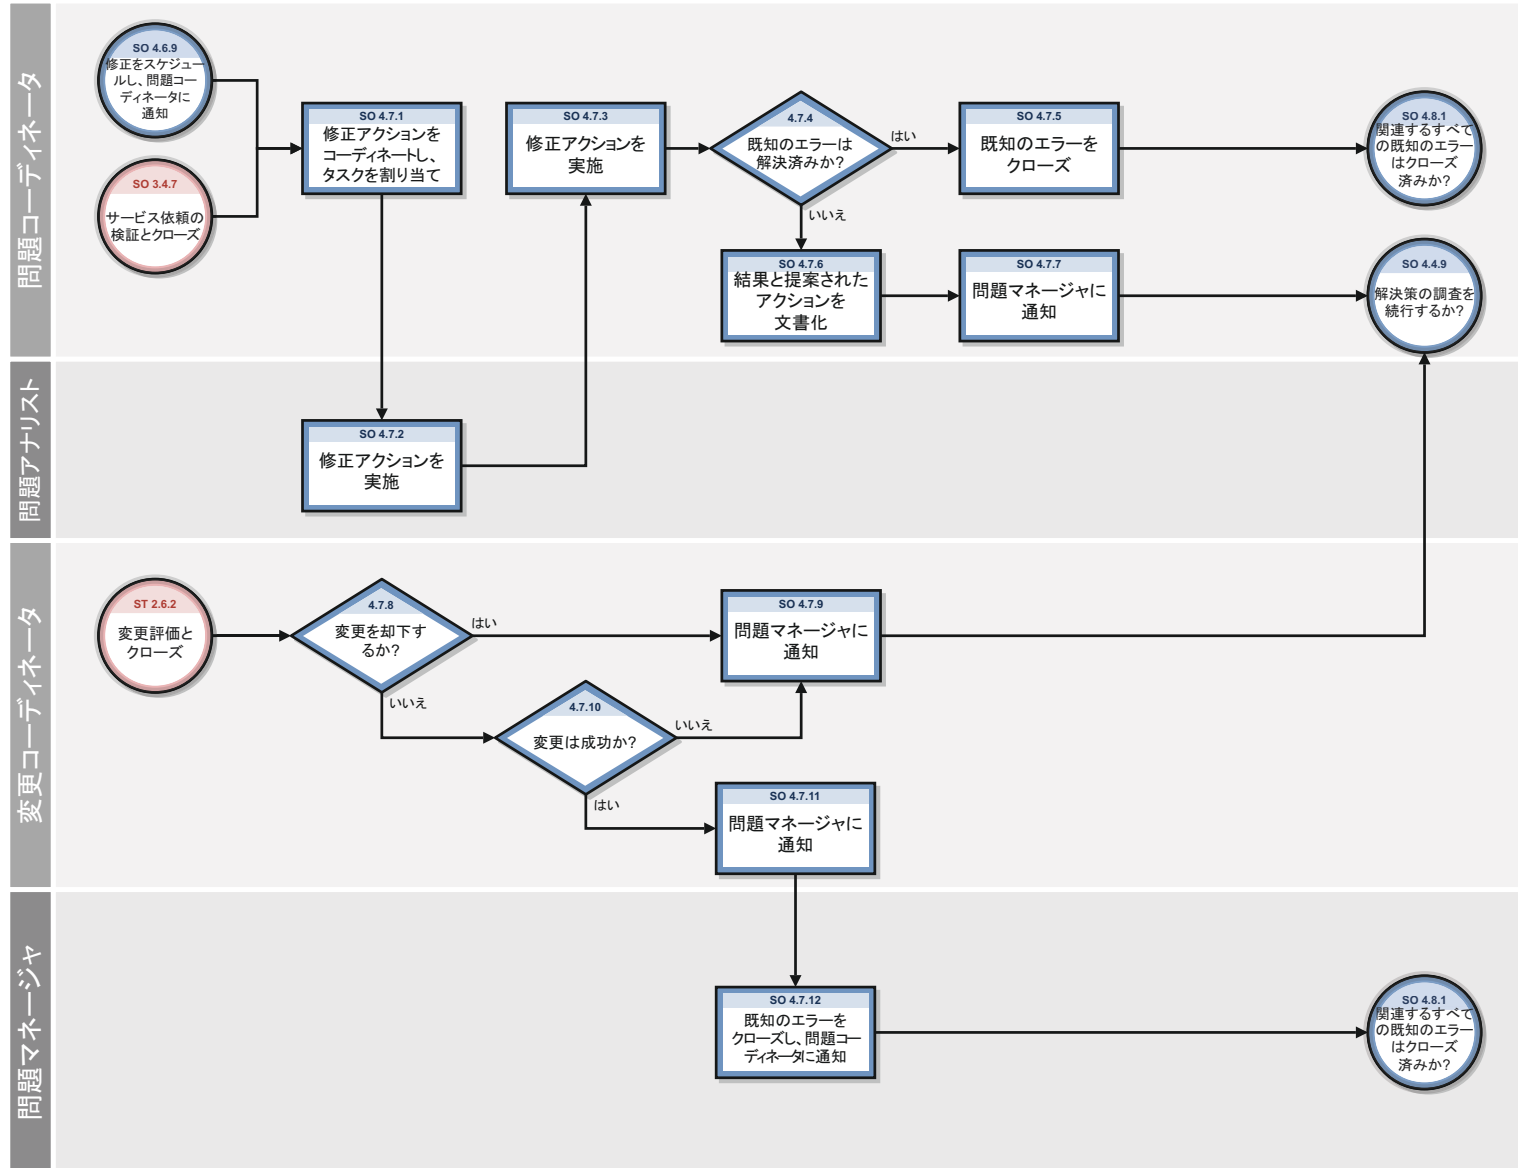 問題コーディネータ
SO 4.6.9
修正をスケジュー
ルし、問題コー
ディネータに
通知
SO 3.4.7
サービス依頼の
検証とクローズ
SO 4.7.1
修正アクションを
コーディネートし、
タスクを割り当て
SO 4.7.3
修正アクションを
実施
4.7.4
既知のエラーは
解決済みか?
はい
いいえ
SO 4.7.5
既知のエラーを
クローズ
SO 4.8.1
関連するすべて
の既知のエラー
はクローズ
済みか?
SO 4.7.6
結果と提案された
アクションを
文書化
SO 4.7.7
問題マネージャに
通知
SO 4.4.9
解決策の調査を
続行するか?
問題アナリスト
SO 4.7.2
修正アクションを
実施
変更コーディネータ
ST 2.6.2
変更評価と
クローズ
4.7.8
変更を却下す
るか?
はい
いいえ
SO 4.7.9
問題マネージャに
通知
4.7.10
変更は成功か?
いいえ
はい
SO 4.7.11
問題マネージャに
通知
問題マネージャ
SO 4.7.12
既知のエラーを
クローズし、問題コー
ディネータに通知
SO 4.8.1
関連するすべて
の既知のエラー
はクローズ
済みか?